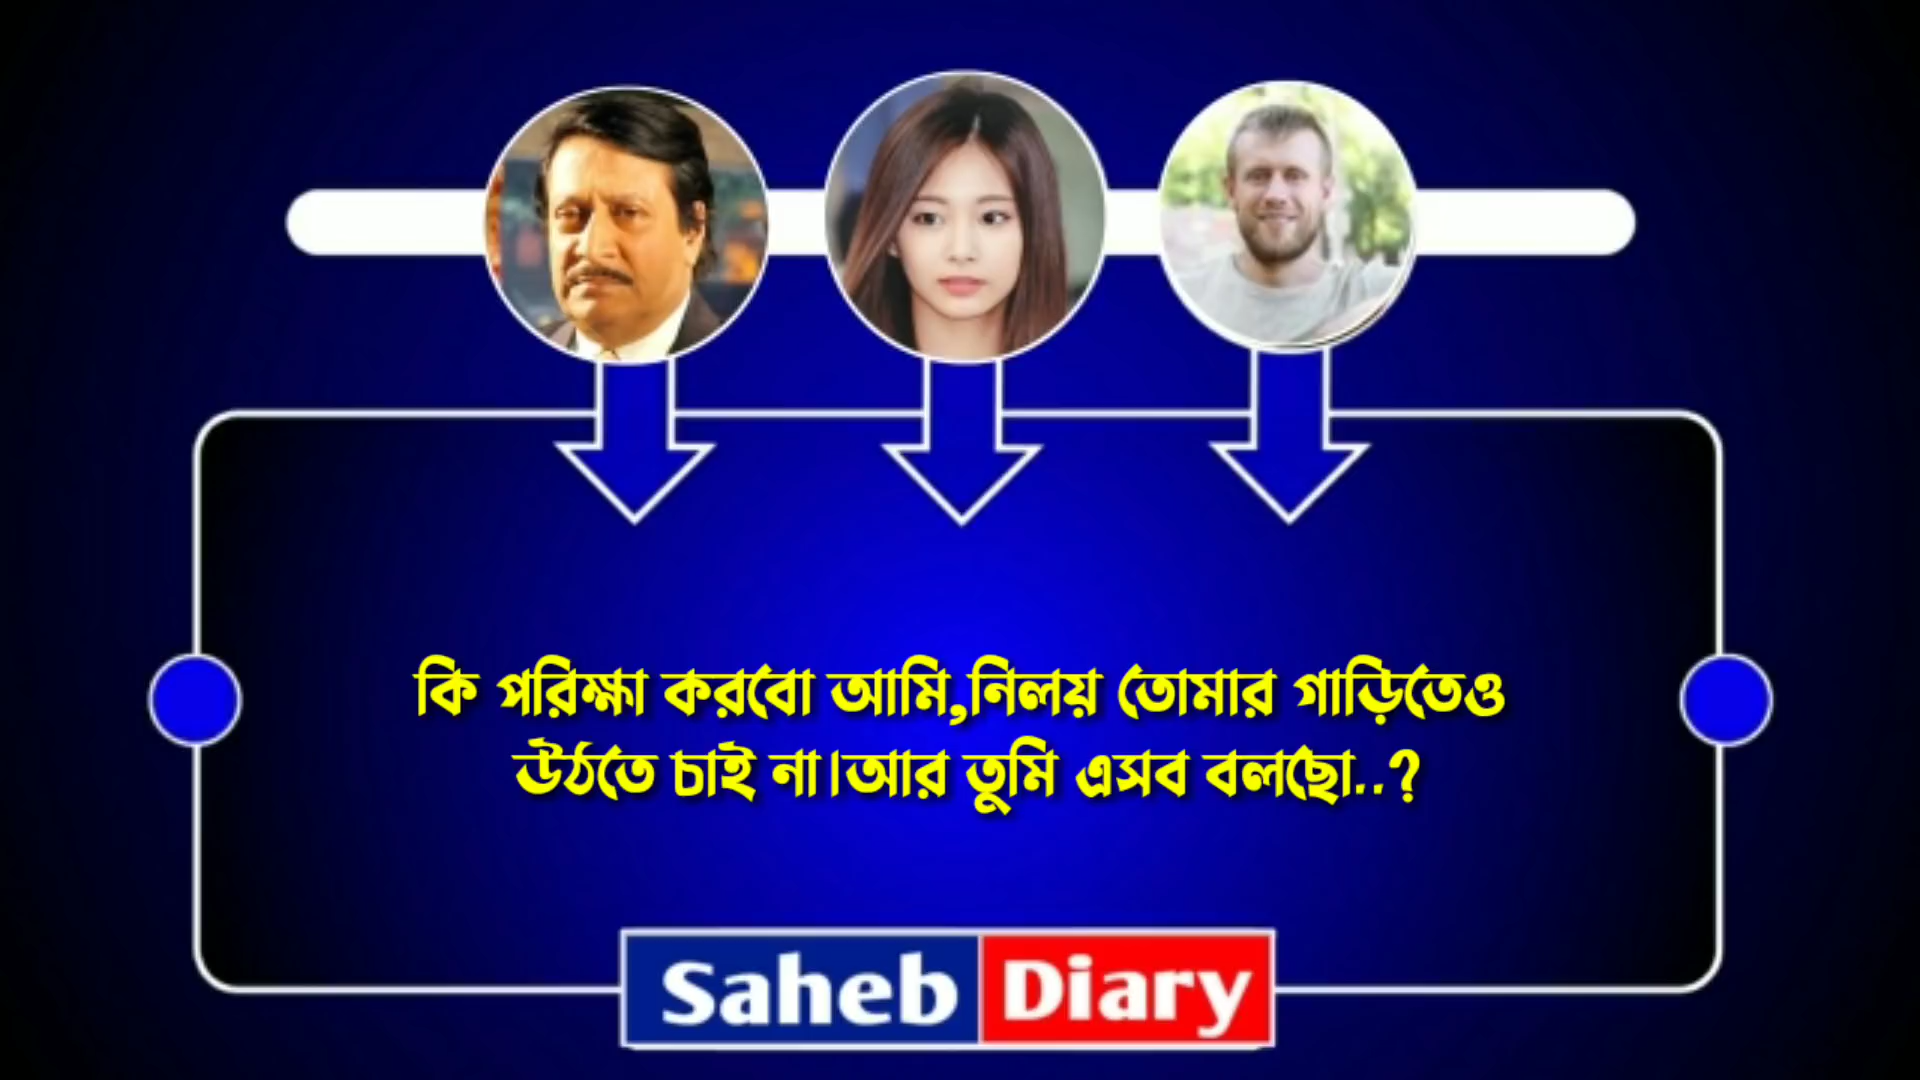 কি পরিক্ষা করবো আমি,নিলয় তোমার গাড়িতেও
উঠতে চাই না।আর তুমি এসব বলছো..?
Saheb Diary